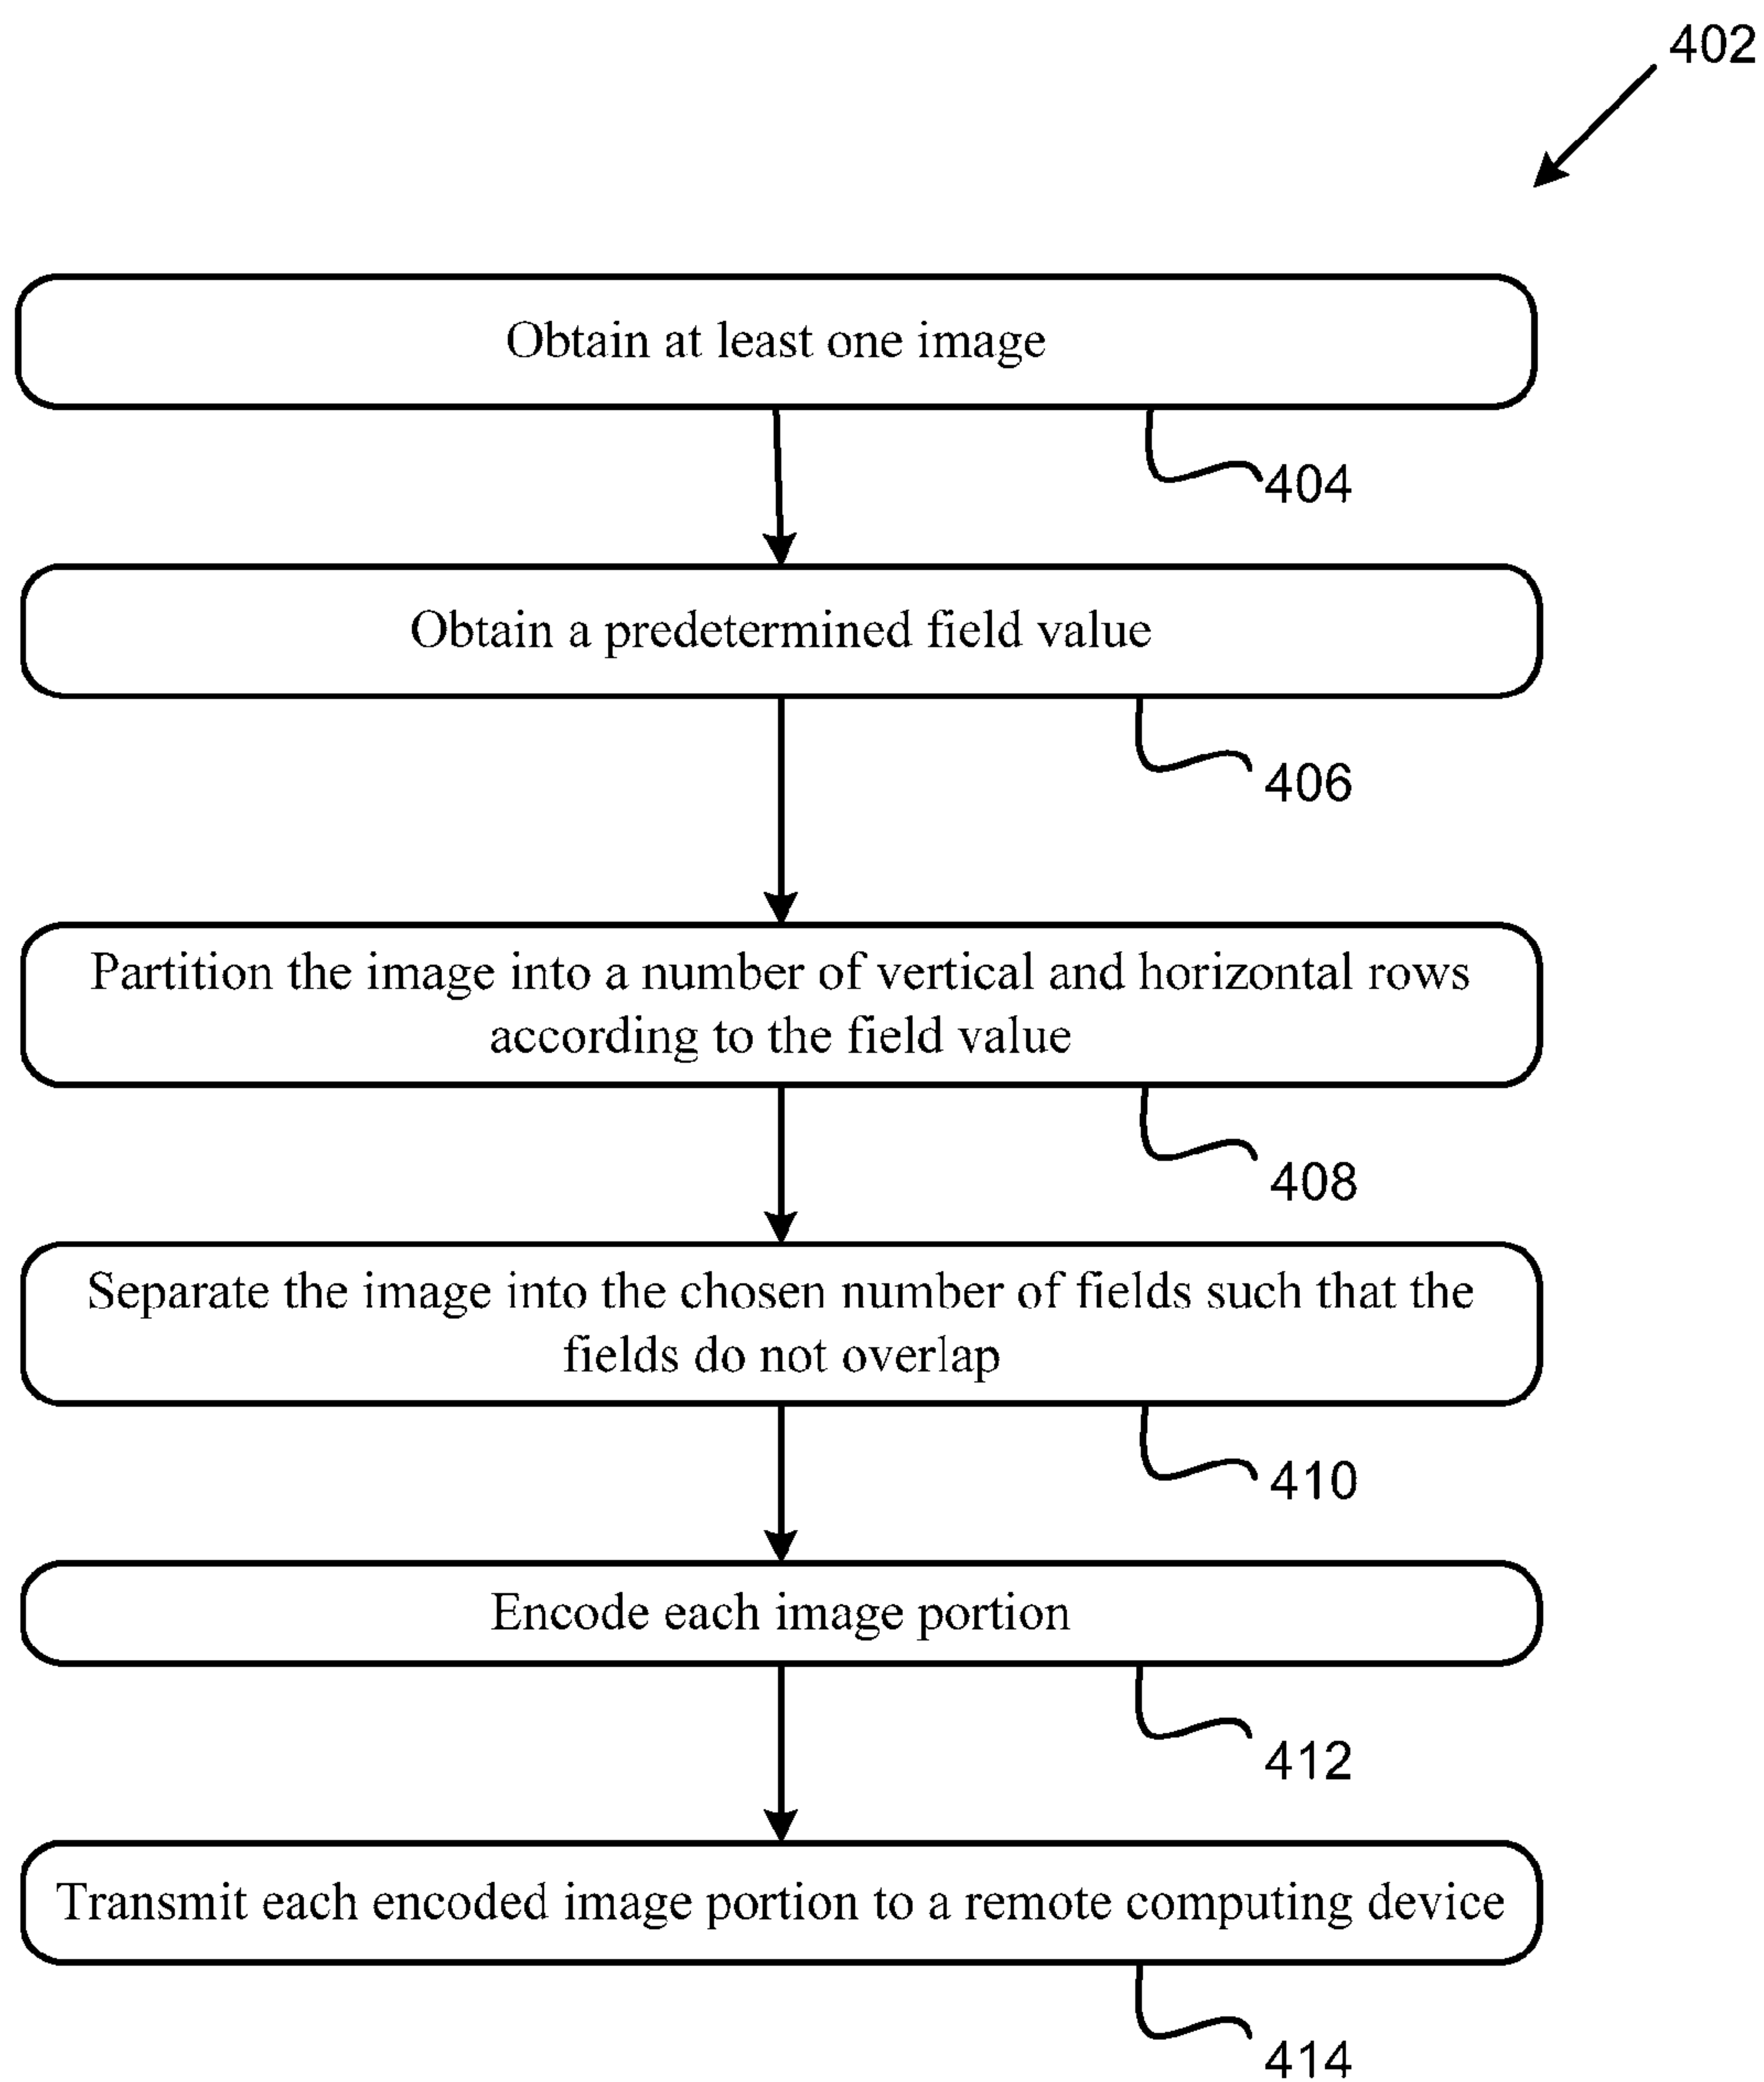 402
Obtain at least one image
404
Obtain a predetermined field value
406
Partition the image into a number of vertical and horizontal rows
according to the field value
408
Separate the image into the chosen number of fields such that the
fields do not overlap
410
Encode each image portion
412
Transmit each encoded image portion to a remote computing device
414